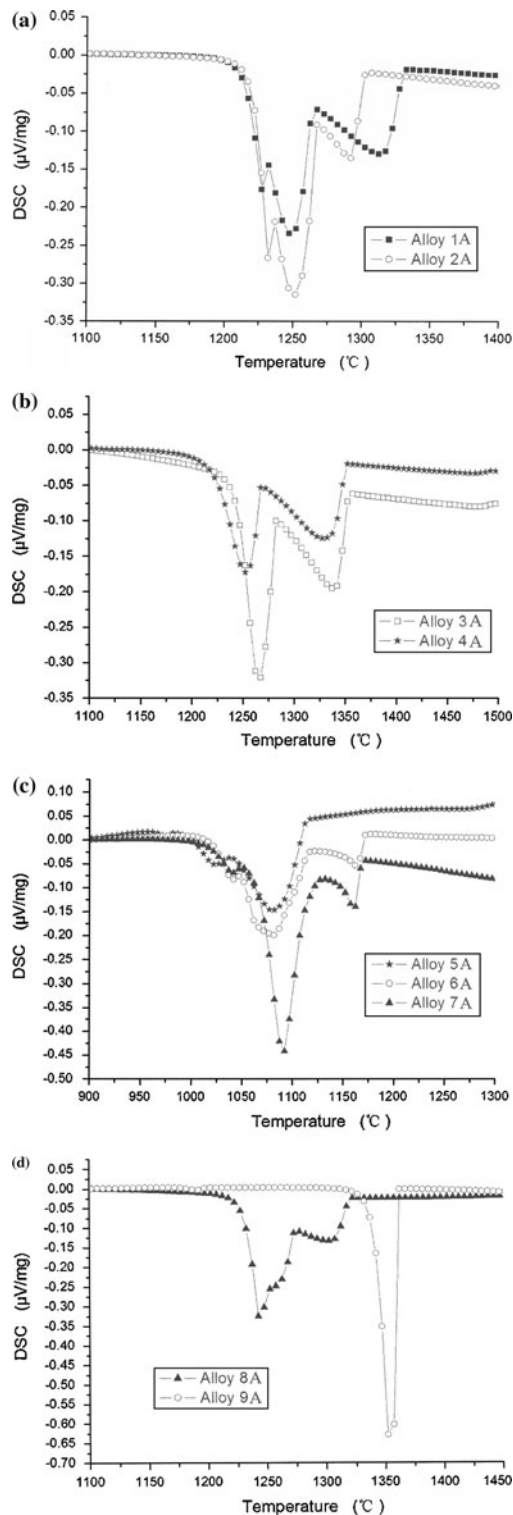 (a)
0.05
0.00
-0.05
-0.10
-0.15
-0.20
-0.25
-0.30
-0.35
DSC (μV/mg)
Alloy 1A
Alloy 2A
1100 1150 1200 1250 1300 1350 1400
Temperature (℃)
(b)
0.05
0.00
-0.05
-0.10
-0.15
-0.20
-0.25
-0.30
-0.35
DSC (μV/mg)
Alloy 3A
Alloy 4A
1100 1150 1200 1250 1300 1350 1400 1450 1500
Temperature (℃)
(c)
0.10
0.05
0.00
-0.05
-0.10
-0.15
-0.20
-0.25
-0.30
-0.35
-0.40
-0.45
-0.50
DSC (μV/mg)
Alloy 5A
Alloy 6A
Alloy 7A
900 950 1000 1050 1100 1150 1200 1250 1300
Temperature (℃)
(d)
0.05
0.00
-0.05
-0.10
-0.15
-0.20
-0.25
-0.30
-0.35
-0.40
-0.45
-0.50
-0.55
-0.60
-0.65
-0.70
DSC (μV/mg)
Alloy 8A
Alloy 9A
1100 1150 1200 1250 1300 1350 1400 1450
Temperature (℃)